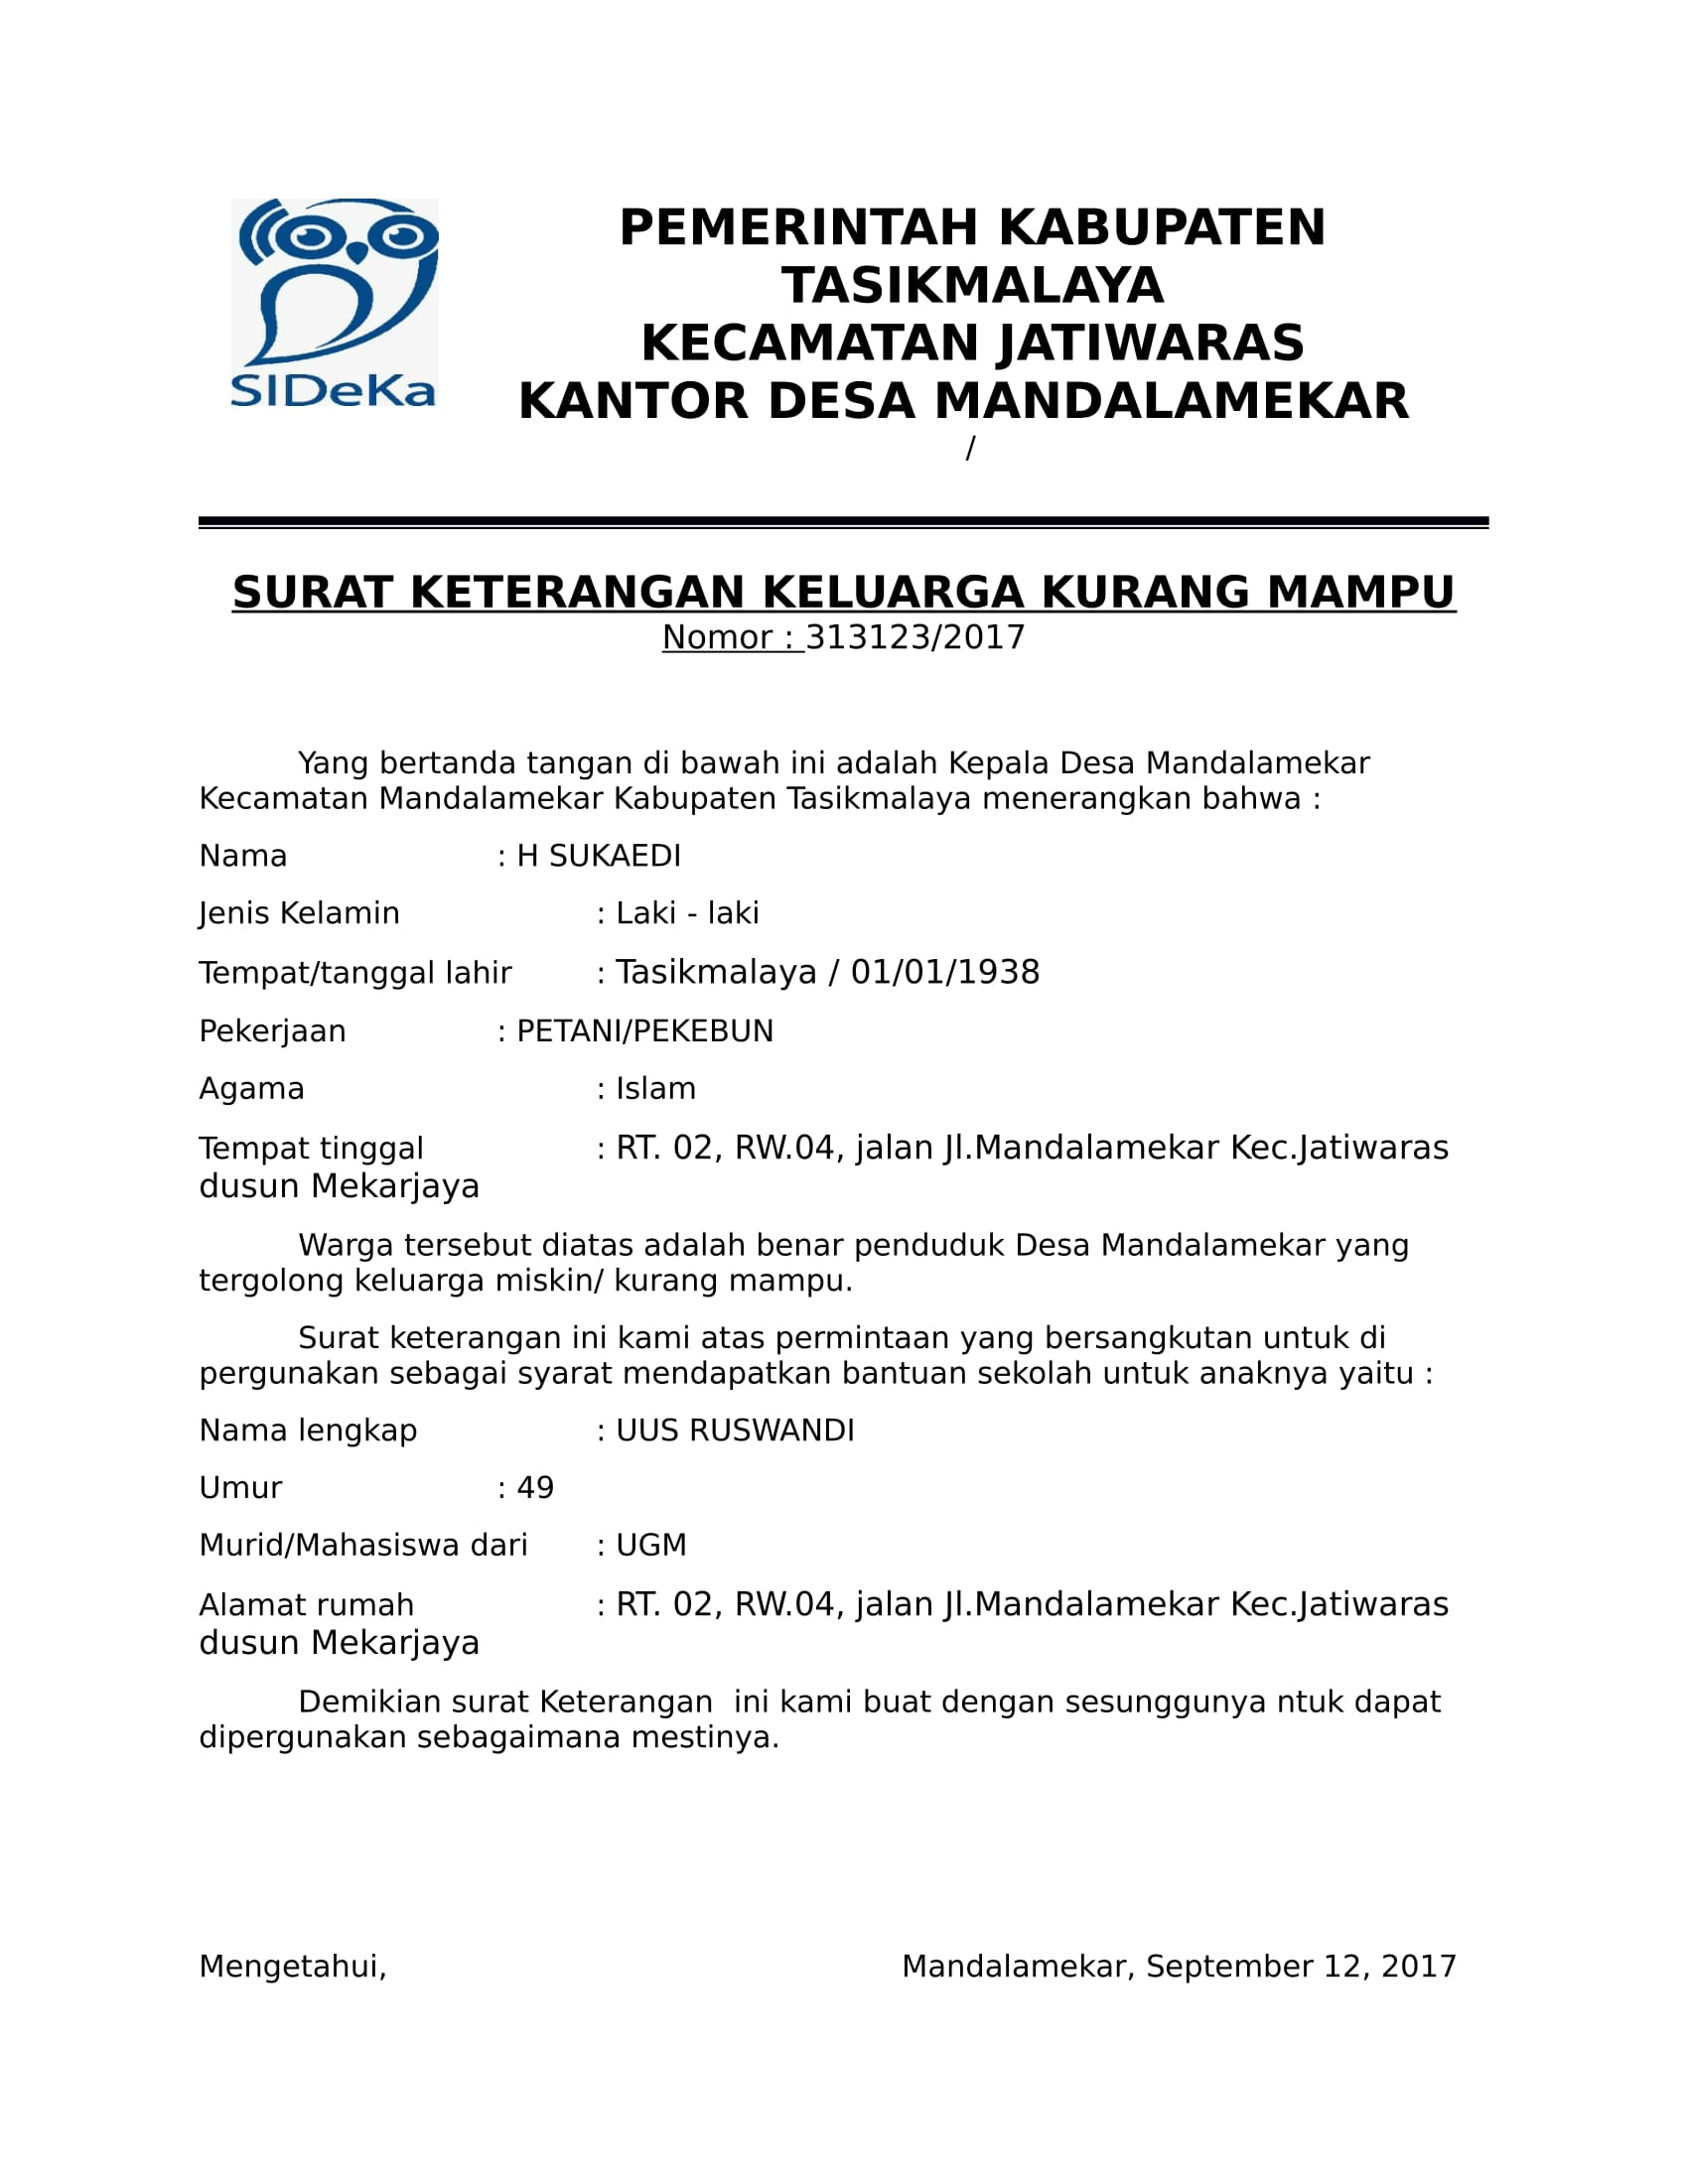 SIDeKa
PEMERINTAH KABUPATEN
TASIKMALAYA
KECAMATAN JATIWARAS
KANTOR DESA MANDALAMEKAR
/
SURAT KETERANGAN KELUARGA KURANG MAMPU
Nomor : 313123/2017
Yang bertanda tangan di bawah ini adalah Kepala Desa Mandalamekar
Kecamatan Mandalamekar Kabupaten Tasikmalaya menerangkan bahwa :
Nama : H SUKAEDI
Jenis Kelamin : Laki - laki
Tempat/tanggal lahir : Tasikmalaya / 01/01/1938
Pekerjaan : PETANI/PEKEBUN
Agama : Islam
Tempat tinggal : RT. 02, RW.04, jalan Jl.Mandalamekar Kec.Jatiwaras
dusun Mekarjaya
Warga tersebut diatas adalah benar penduduk Desa Mandalamekar yang
tergolong keluarga miskin/ kurang mampu.
Surat keterangan ini kami atas permintaan yang bersangkutan untuk di
pergunakan sebagai syarat mendapatkan bantuan sekolah untuk anaknya yaitu :
Nama lengkap : UUS RUSWANDI
Umur : 49
Murid/Mahasiswa dari : UGM
Alamat rumah : RT. 02, RW.04, jalan Jl.Mandalamekar Kec.Jatiwaras
dusun Mekarjaya
Demikian surat Keterangan  ini kami buat dengan sesunggunya ntuk dapat
dipergunakan sebagaimana mestinya.
Mengetahui, Mandalamekar, September 12, 2017